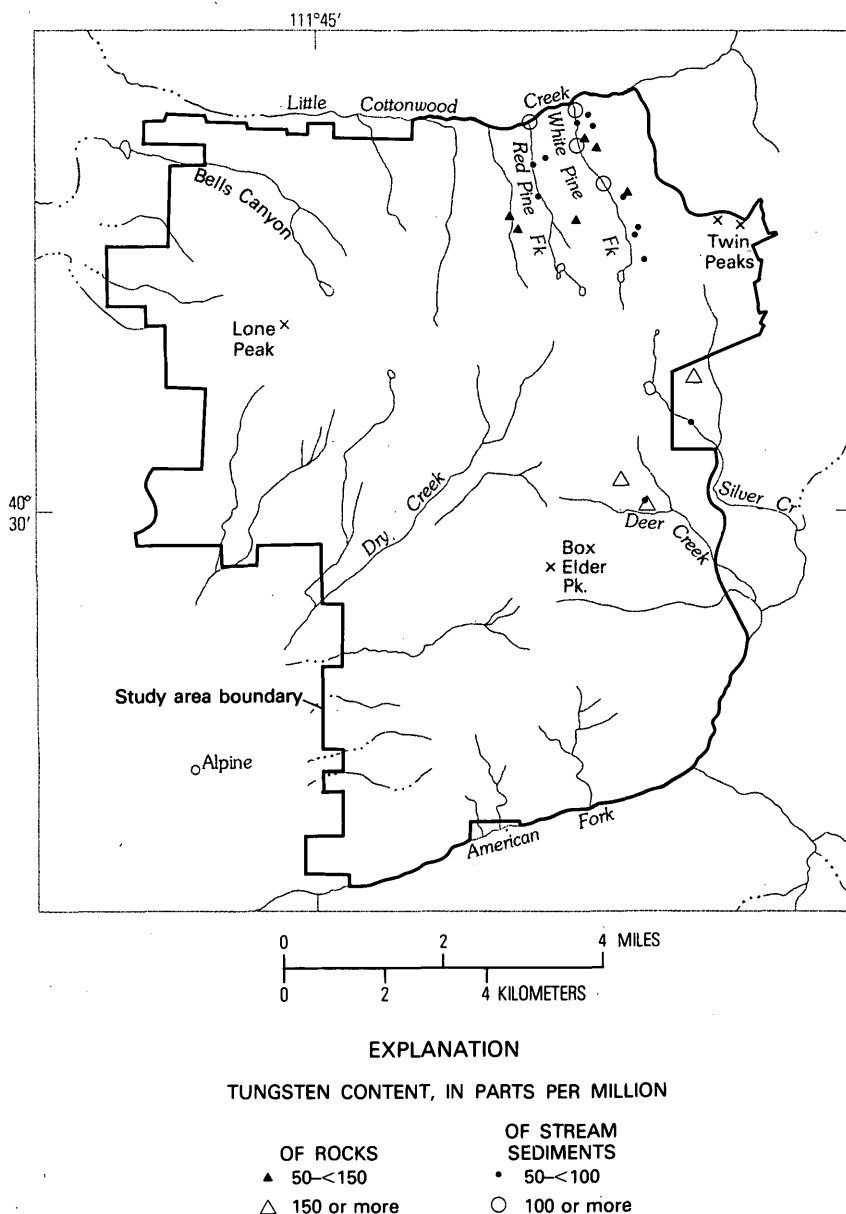 111°45'
Little Cottonwood Creek
White Pine Fk
Red Pine Fk
Bells Canyon
Twin
Peaks
Lone
Peak
40°
30'
Dry Creek
Silver Cr
Deer Creek
Box
Elder
Pk.
Study area boundary
Alpine
American Fork
0 2 4 MILES
0 2 4 KILOMETERS
EXPLANATION
TUNGSTEN CONTENT, IN PARTS PER MILLION
OF ROCKS
50–<150
150 or more
OF STREAM
SEDIMENTS
50–<100
100 or more